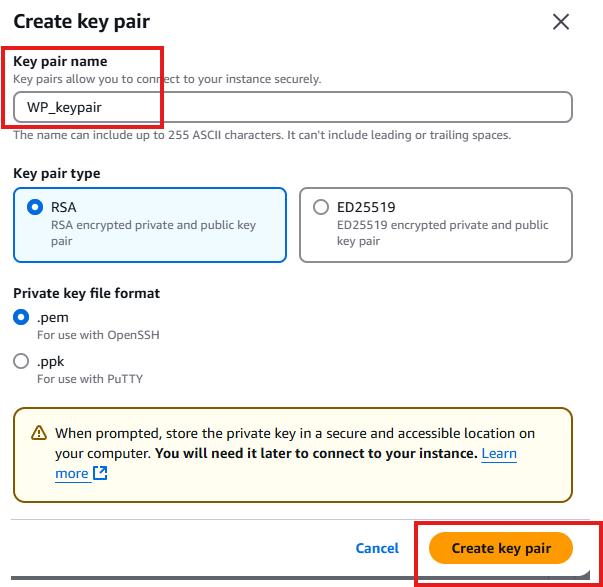 Create key pair
Key pair name
Key pairs allow you to connect to your instance securely.
WP_keypair
The name can include up to 255 ASCII characters. It can't include leading or trailing spaces.
Key pair type
RSA
RSA encrypted private and public key
pair
ED25519
ED25519 encrypted private and public
key pair
Private key file format
.pem
For use with OpenSSH
.ppk
For use with PuTTY
When prompted, store the private key in a secure and accessible location on
your computer. You will need it later to connect to your instance. Learn
more
Cancel
Create key pair